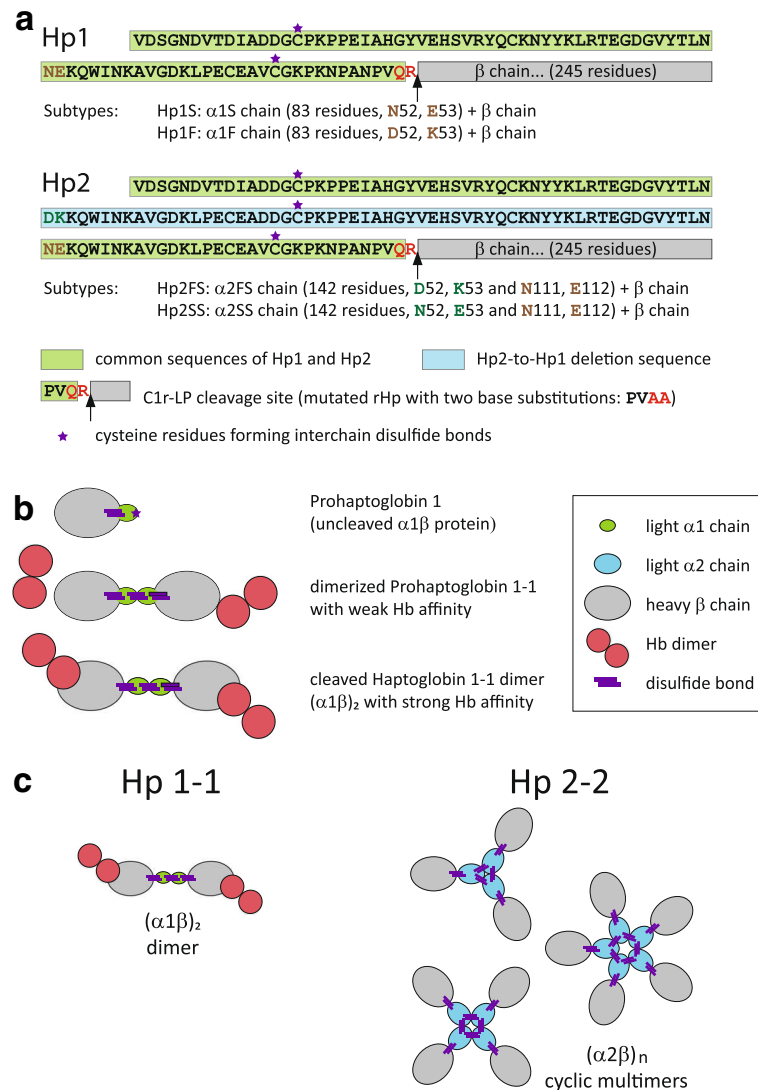 a
Hp1
VDSGNDVTDIADDGCPKPPEIAHGYVEHSVRYQCKNYYKLRTEGDGVYTLN
NEKQWINKAVGDKLPECEAVCGKPKNPANPVQR
β chain... (245 residues)
Subtypes: Hp1S: α1S chain (83 residues, N52, E53) + β chain
Hp1F: α1F chain (83 residues, D52, K53) + β chain
Hp2
VDSGNDVTDIADDGCPKPPEIAHGYVEHSVRYQCKNYYKLRTEGDGVYTLN
DKKQWINKAVGDKLPECEADDGCPKPPEIAHGYVEHSVRYQCKNYYKLRTEGDGVYTLN
NEKQWINKAVGDKLPECEAVCGKPKNPANPVQR
β chain... (245 residues)
Subtypes: Hp2FS: α2FS chain (142 residues, D52, K53 and N111, E112) + β chain
Hp2SS: α2SS chain (142 residues, N52, E53 and N111, E112) + β chain
common sequences of Hp1 and Hp2
Hp2-to-Hp1 deletion sequence
PVQR C1r-LP cleavage site (mutated rHp with two base substitutions: PVAA)
cysteine residues forming interchain disulfide bonds
b
Prohaptoglobin 1
(uncleaved α1β protein)
dimerized Prohaptoglobin 1-1
with weak Hb affinity
cleaved Haptoglobin 1-1 dimer
(α1β)₂ with strong Hb affinity
light α1 chain
light α2 chain
heavy β chain
Hb dimer
disulfide bond
c
Hp 1-1
Hp 2-2
(α1β)₂
dimer
(α2β)n
cyclic multimers